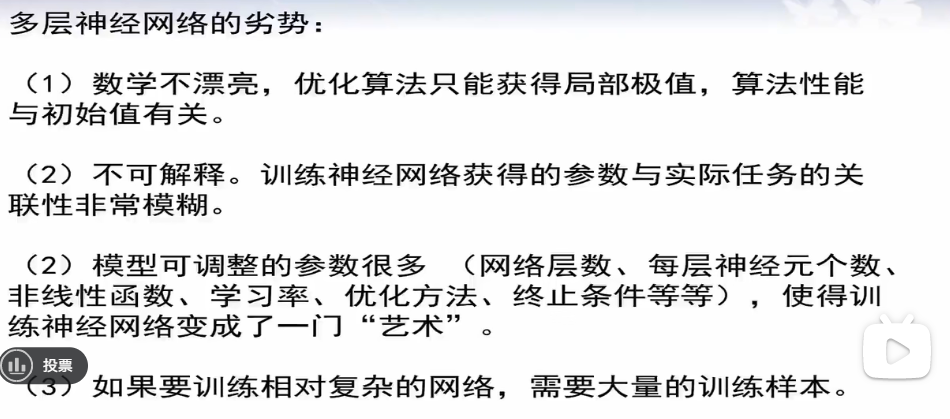 多层神经网络的劣势：
（1）数学不漂亮，优化算法只能获得局部极值，算法性能
与初始值有关。
（2）不可解释。训练神经网络获得的参数与实际任务的关
联性非常模糊。
（2）模型可调整的参数很多 （网络层数、每层神经元个数、
非线性函数、学习率、优化方法、终止条件等等），使得训
练神经网络变成了一门“艺术”。
投票
（3）如果要训练相对复杂的网络，需要大量的训练样本。